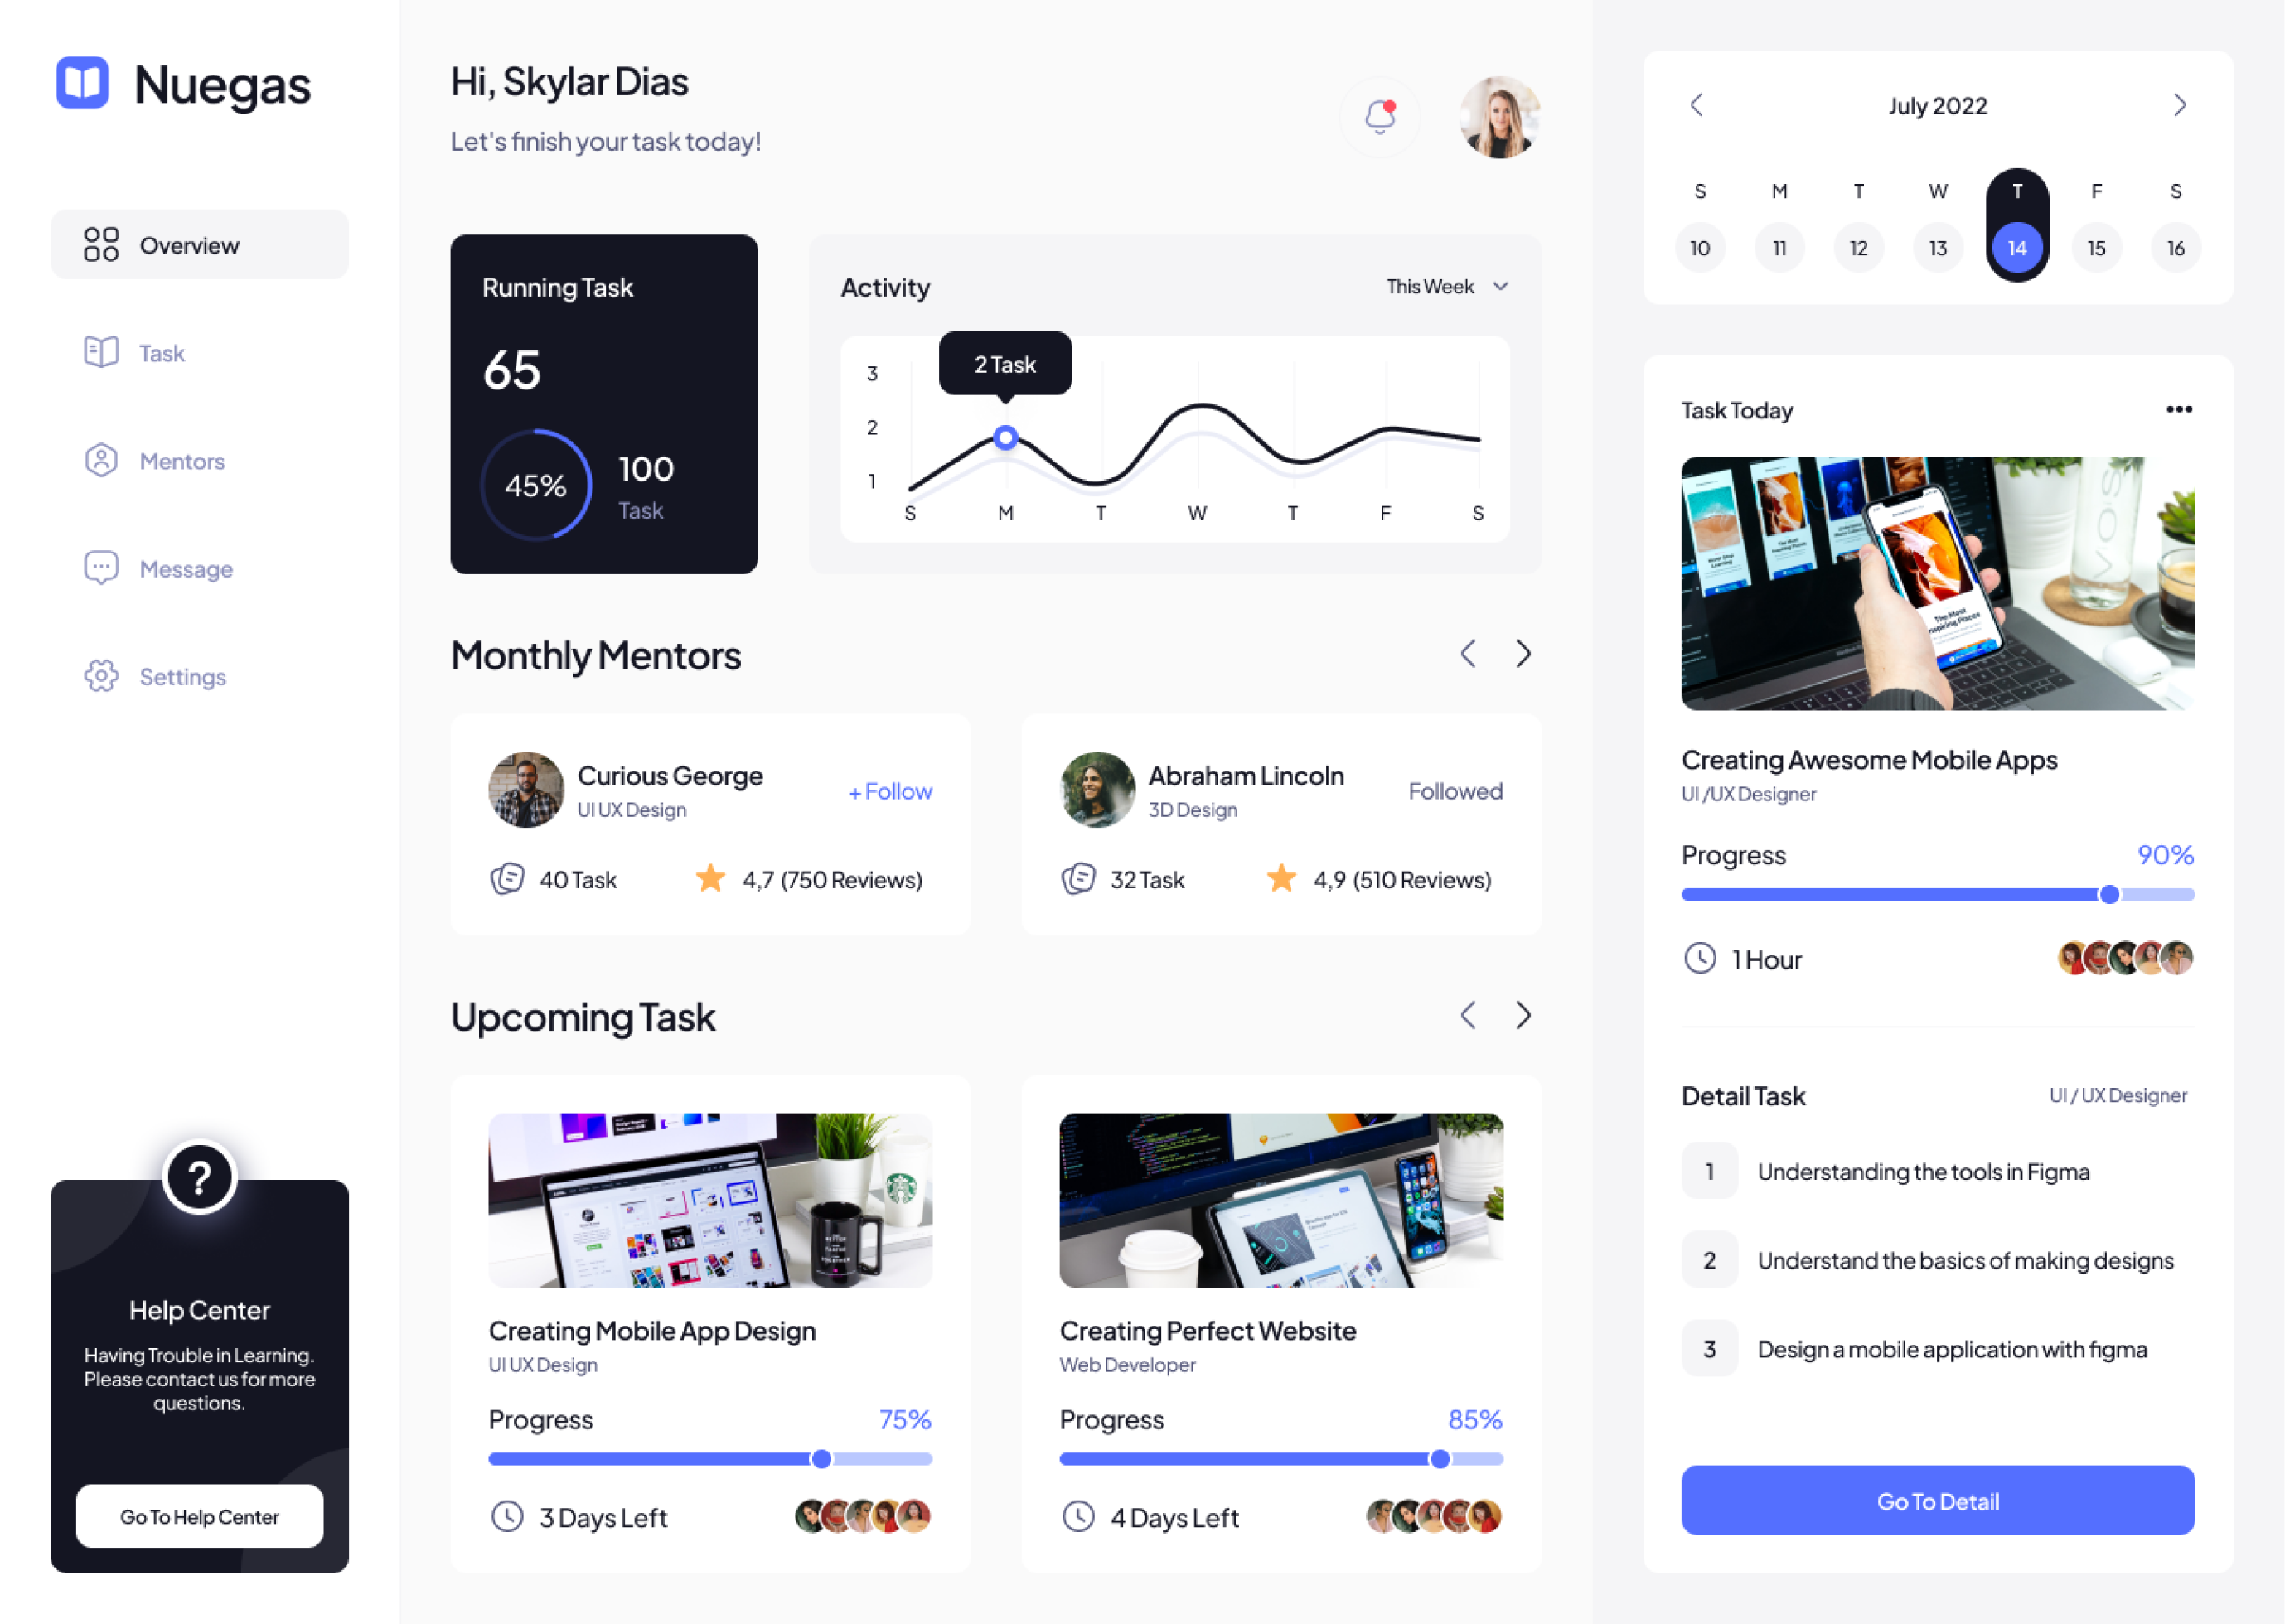 Nuegas
Overview
Task
Mentors
Message
Settings
?
Help Center
Having Trouble in Learning.
Please contact us for more
questions.
Go To Help Center
Hi, Skylar Dias
Let's finish your task today!
Running Task
65
45%
100
Task
Activity
This Week
2 Task
3
2
1
S M T W T F S
Monthly Mentors
Curious George
UI UX Design
+ Follow
40 Task
4,7 (750 Reviews)
Abraham Lincoln
3D Design
Followed
32 Task
4,9 (510 Reviews)
Upcoming Task
Creating Mobile App Design
UI UX Design
Progress 75%
3 Days Left
Creating Perfect Website
Web Developer
Progress 85%
4 Days Left
July 2022
S M T W T F S
10 11 12 13 14 15 16
Task Today
VOS
The Most
Inspiring Places
Creating Awesome Mobile Apps
UI /UX Designer
Progress 90%
1 Hour
Detail Task
UI / UX Designer
1 Understanding the tools in Figma
2 Understand the basics of making designs
3 Design a mobile application with figma
Go To Detail